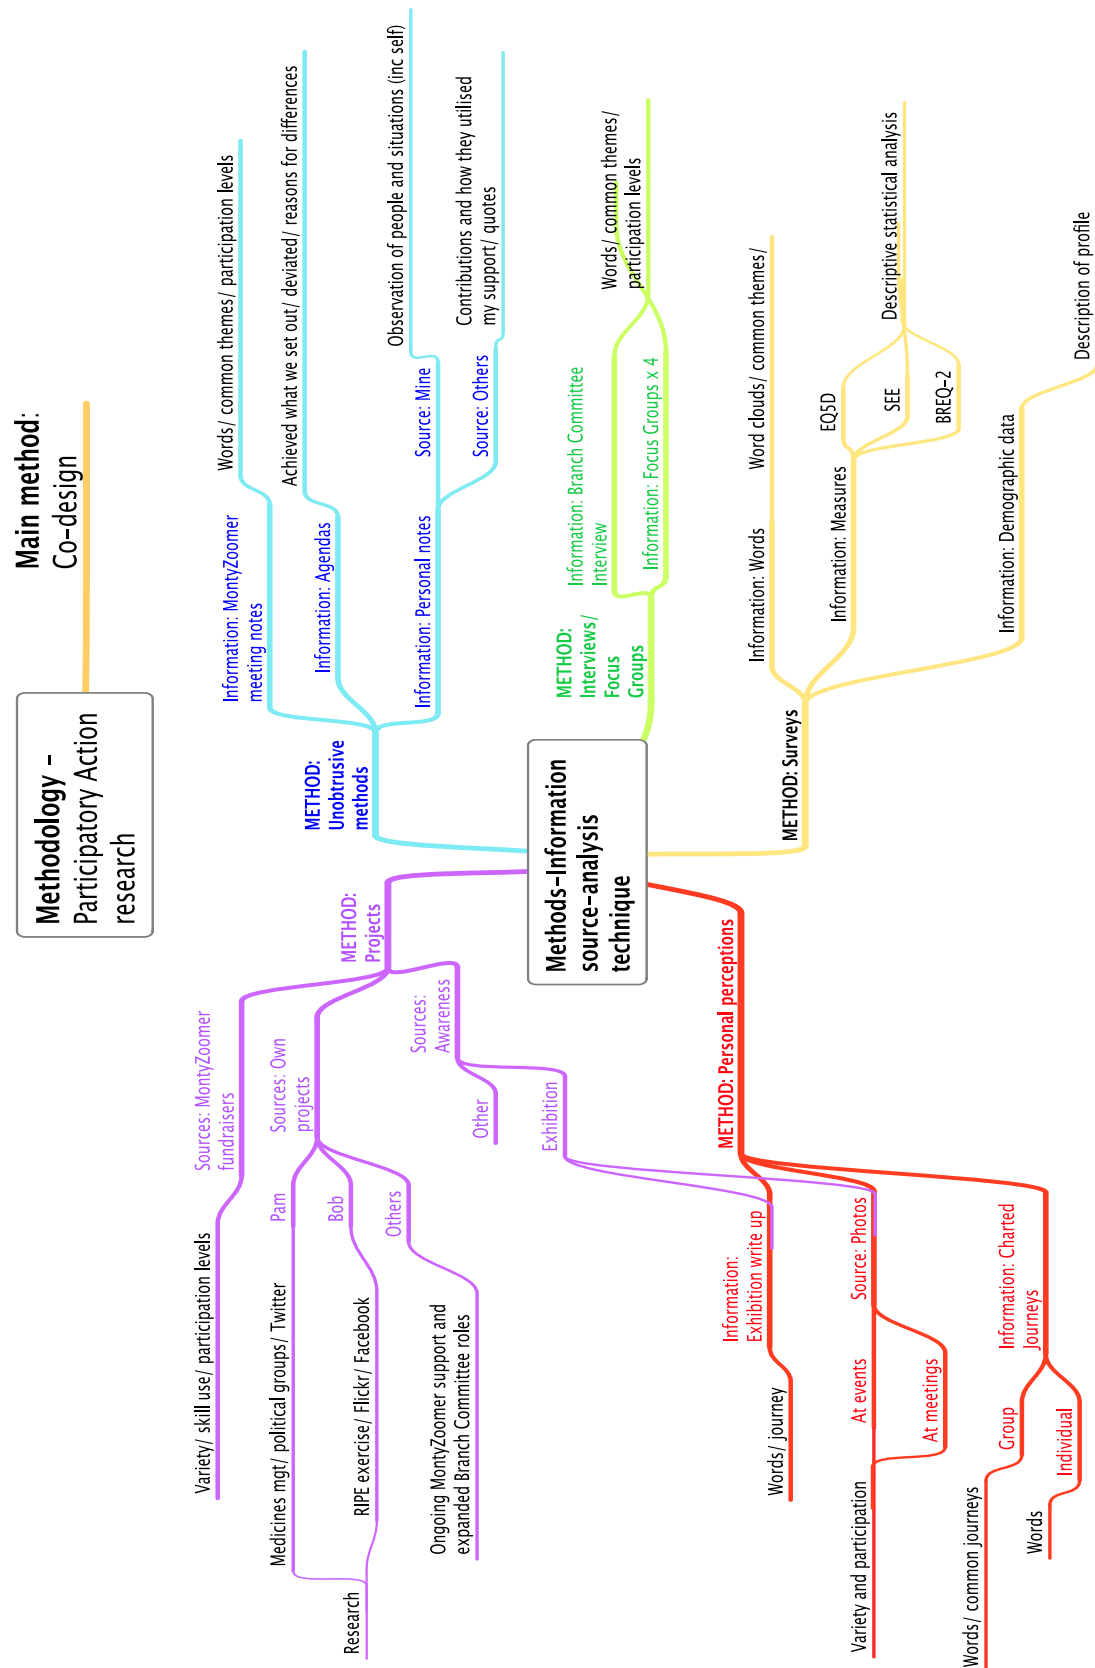 Methodology –
Participatory Action
research
Main method:
Co-design
Methods-Information
source-analysis
technique
METHOD:
Unobtrusive
methods
Information: MontyZoomer
meeting notes
Words/ common themes/ participation levels
Information: Agendas
Achieved what we set out/ deviated/ reasons for differences
Information: Personal notes
Source: Mine
Observation of people and situations (inc self)
Source: Others
Contributions and how they utilised
my support/ quotes
METHOD:
Interviews/
Focus
Groups
Information: Branch Committee
Interview
Information: Focus Groups x 4
Words/ common themes/
participation levels
METHOD: Surveys
Information: Words
Word clouds/ common themes/
Information: Measures
EQ5D
SEE
BREQ-2
Descriptive statistical analysis
Information: Demographic data
Description of profile
METHOD:
Projects
Sources: MontyZoomer
fundraisers
Variety/ skill use/ participation levels
Sources: Own
projects
Pam
Medicines mgt/ political groups/ Twitter
Bob
RIPE exercise/ Flickr/ Facebook
Research
Others
Ongoing MontyZoomer support and
expanded Branch Committee roles
Sources:
Awareness
Other
Exhibition
METHOD: Personal perceptions
Information:
Exhibition write up
Words/ journey
Source: Photos
At events
At meetings
Variety and participation
Information: Charted
Journeys
Group
Words/ common journeys
Individual
Words